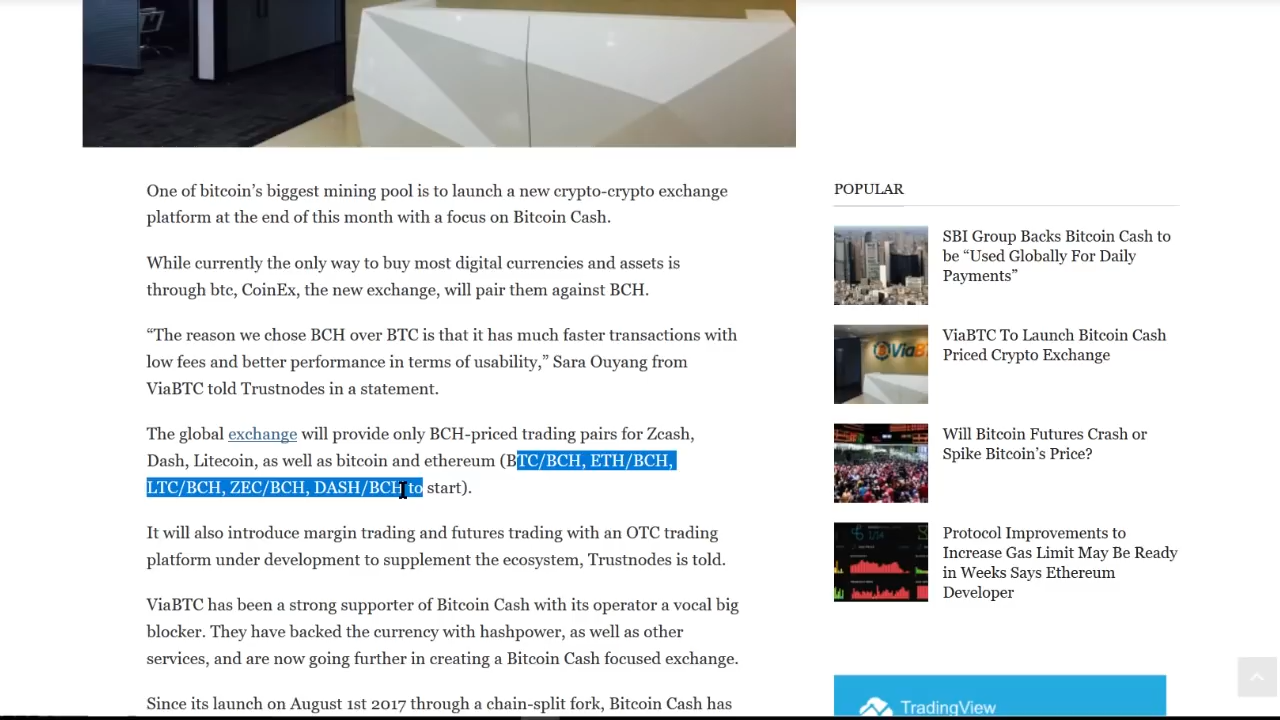 One of bitcoin’s biggest mining pool is to launch a new crypto-crypto exchange
platform at the end of this month with a focus on Bitcoin Cash.
While currently the only way to buy most digital currencies and assets is
through btc, CoinEx, the new exchange, will pair them against BCH.
“The reason we chose BCH over BTC is that it has much faster transactions with
low fees and better performance in terms of usability,” Sara Ouyang from
ViaBTC told Trustnodes in a statement.
The global exchange will provide only BCH-priced trading pairs for Zcash,
Dash, Litecoin, as well as bitcoin and ethereum (BTC/BCH, ETH/BCH,
LTC/BCH, ZEC/BCH, DASH/BCH to start).
It will also introduce margin trading and futures trading with an OTC trading
platform under development to supplement the ecosystem, Trustnodes is told.
ViaBTC has been a strong supporter of Bitcoin Cash with its operator a vocal big
blocker. They have backed the currency with hashpower, as well as other
services, and are now going further in creating a Bitcoin Cash focused exchange.
Since its launch on August 1st 2017 through a chain-split fork, Bitcoin Cash has
POPULAR
SBI Group Backs Bitcoin Cash to
be “Used Globally For Daily
Payments”
ViaBTC To Launch Bitcoin Cash
Priced Crypto Exchange
Will Bitcoin Futures Crash or
Spike Bitcoin’s Price?
Protocol Improvements to
Increase Gas Limit May Be Ready
in Weeks Says Ethereum
Developer
TradingView